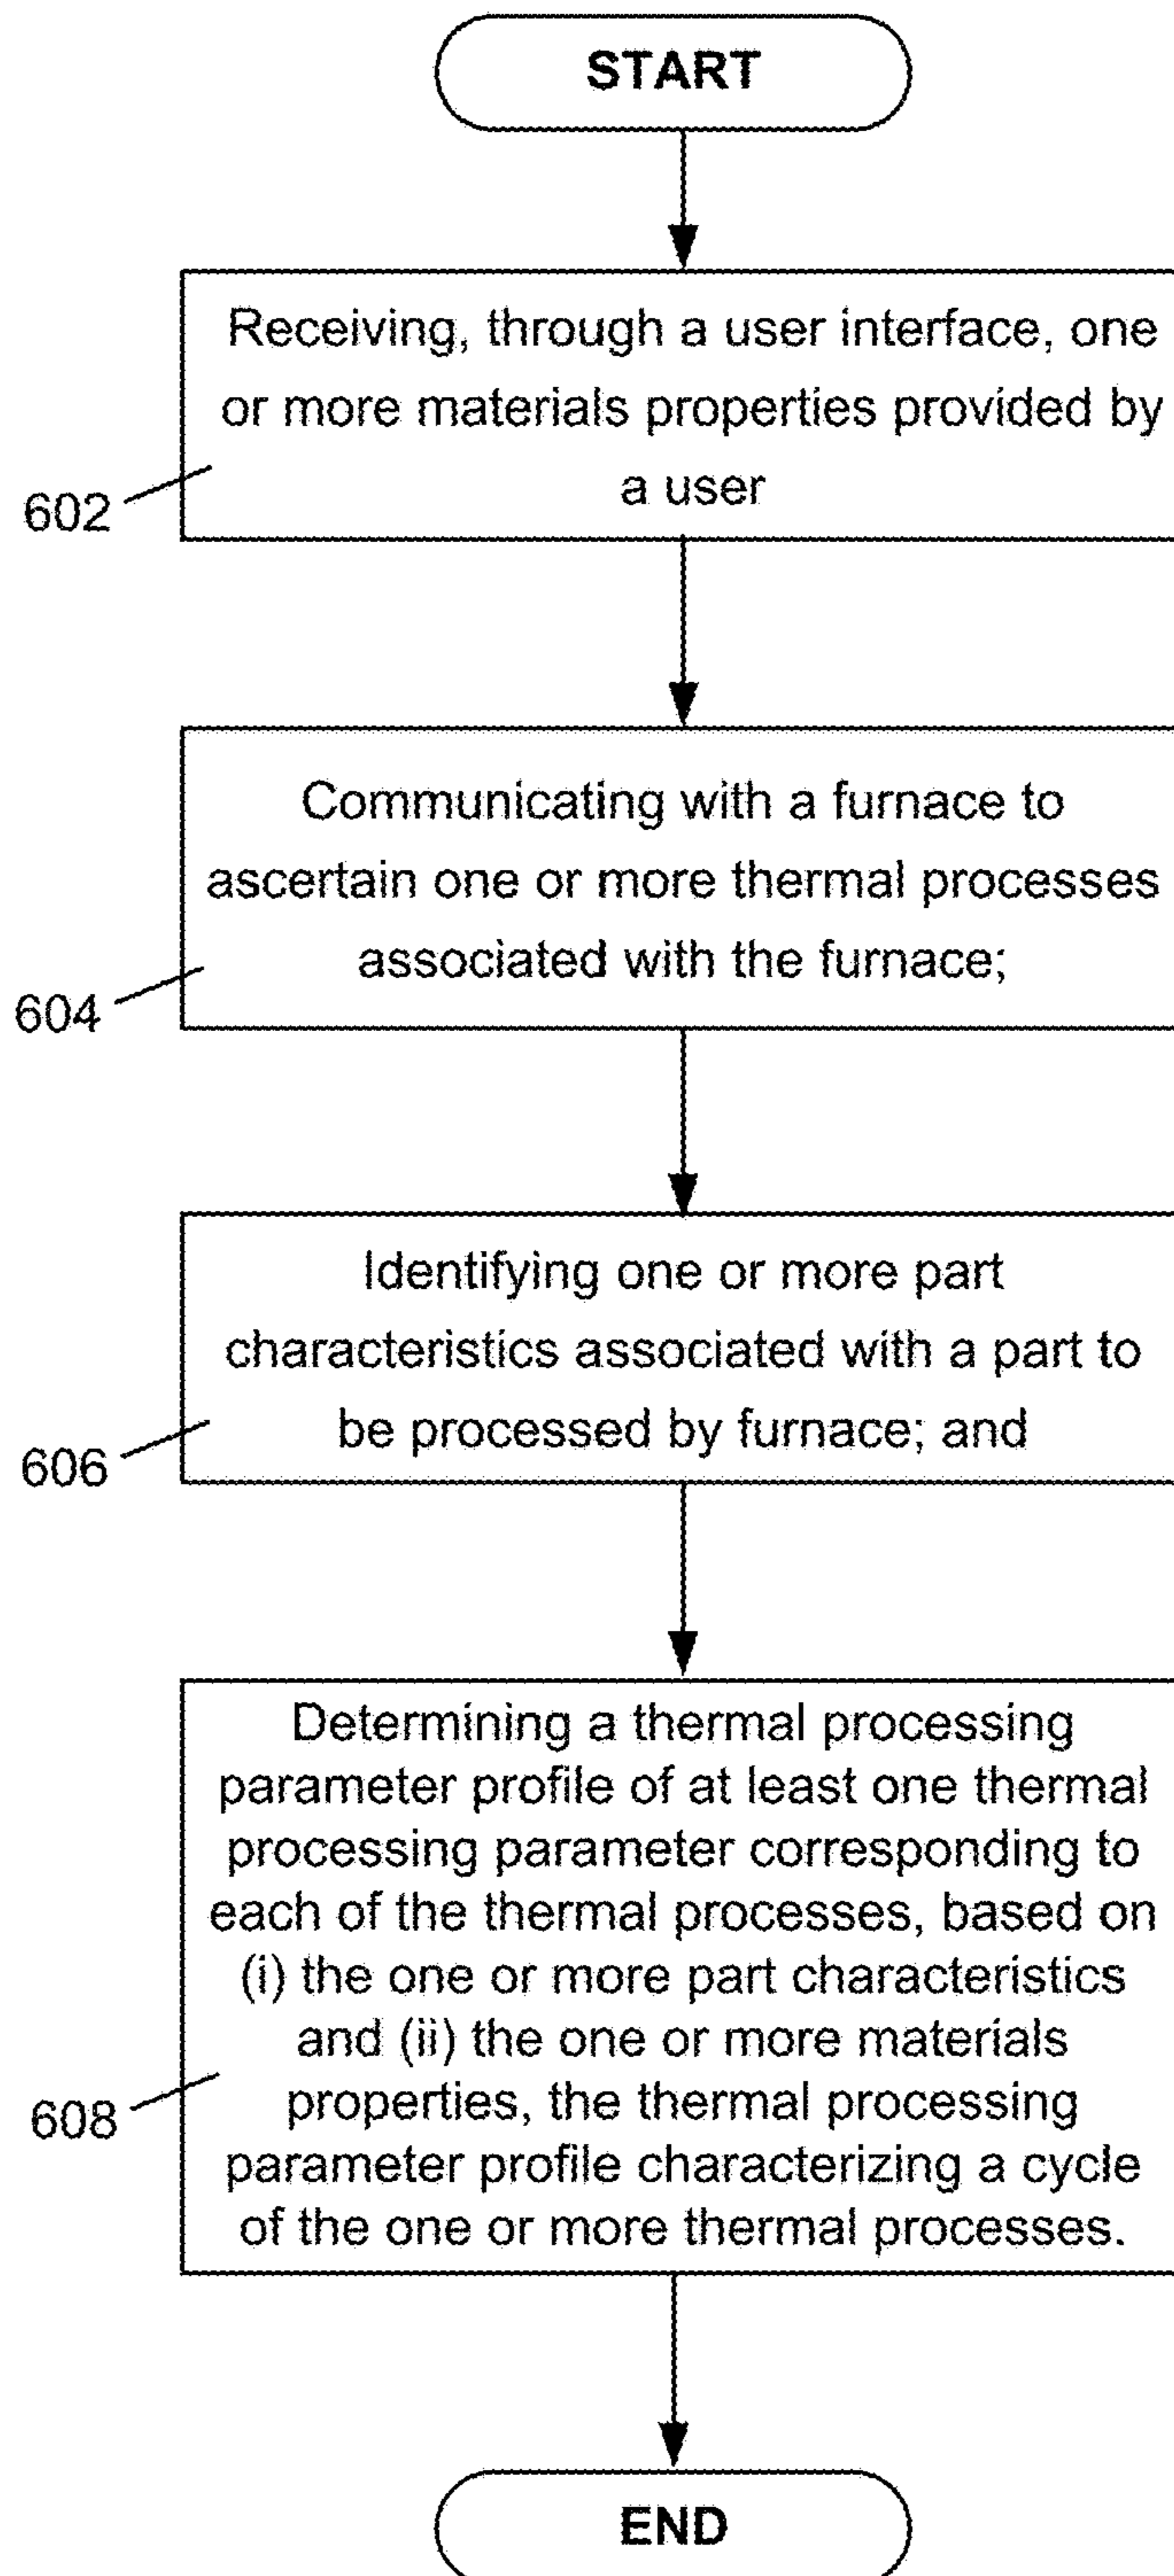 START
Receiving, through a user interface, one
or more materials properties provided by
a user
602
Communicating with a furnace to
ascertain one or more thermal processes
associated with the furnace;
604
Identifying one or more part
characteristics associated with a part to
be processed by furnace; and
606
Determining a thermal processing
parameter profile of at least one thermal
processing parameter corresponding to
each of the thermal processes, based on
(i) the one or more part characteristics
and (ii) the one or more materials
properties, the thermal processing
parameter profile characterizing a cycle
of the one or more thermal processes.
608
END